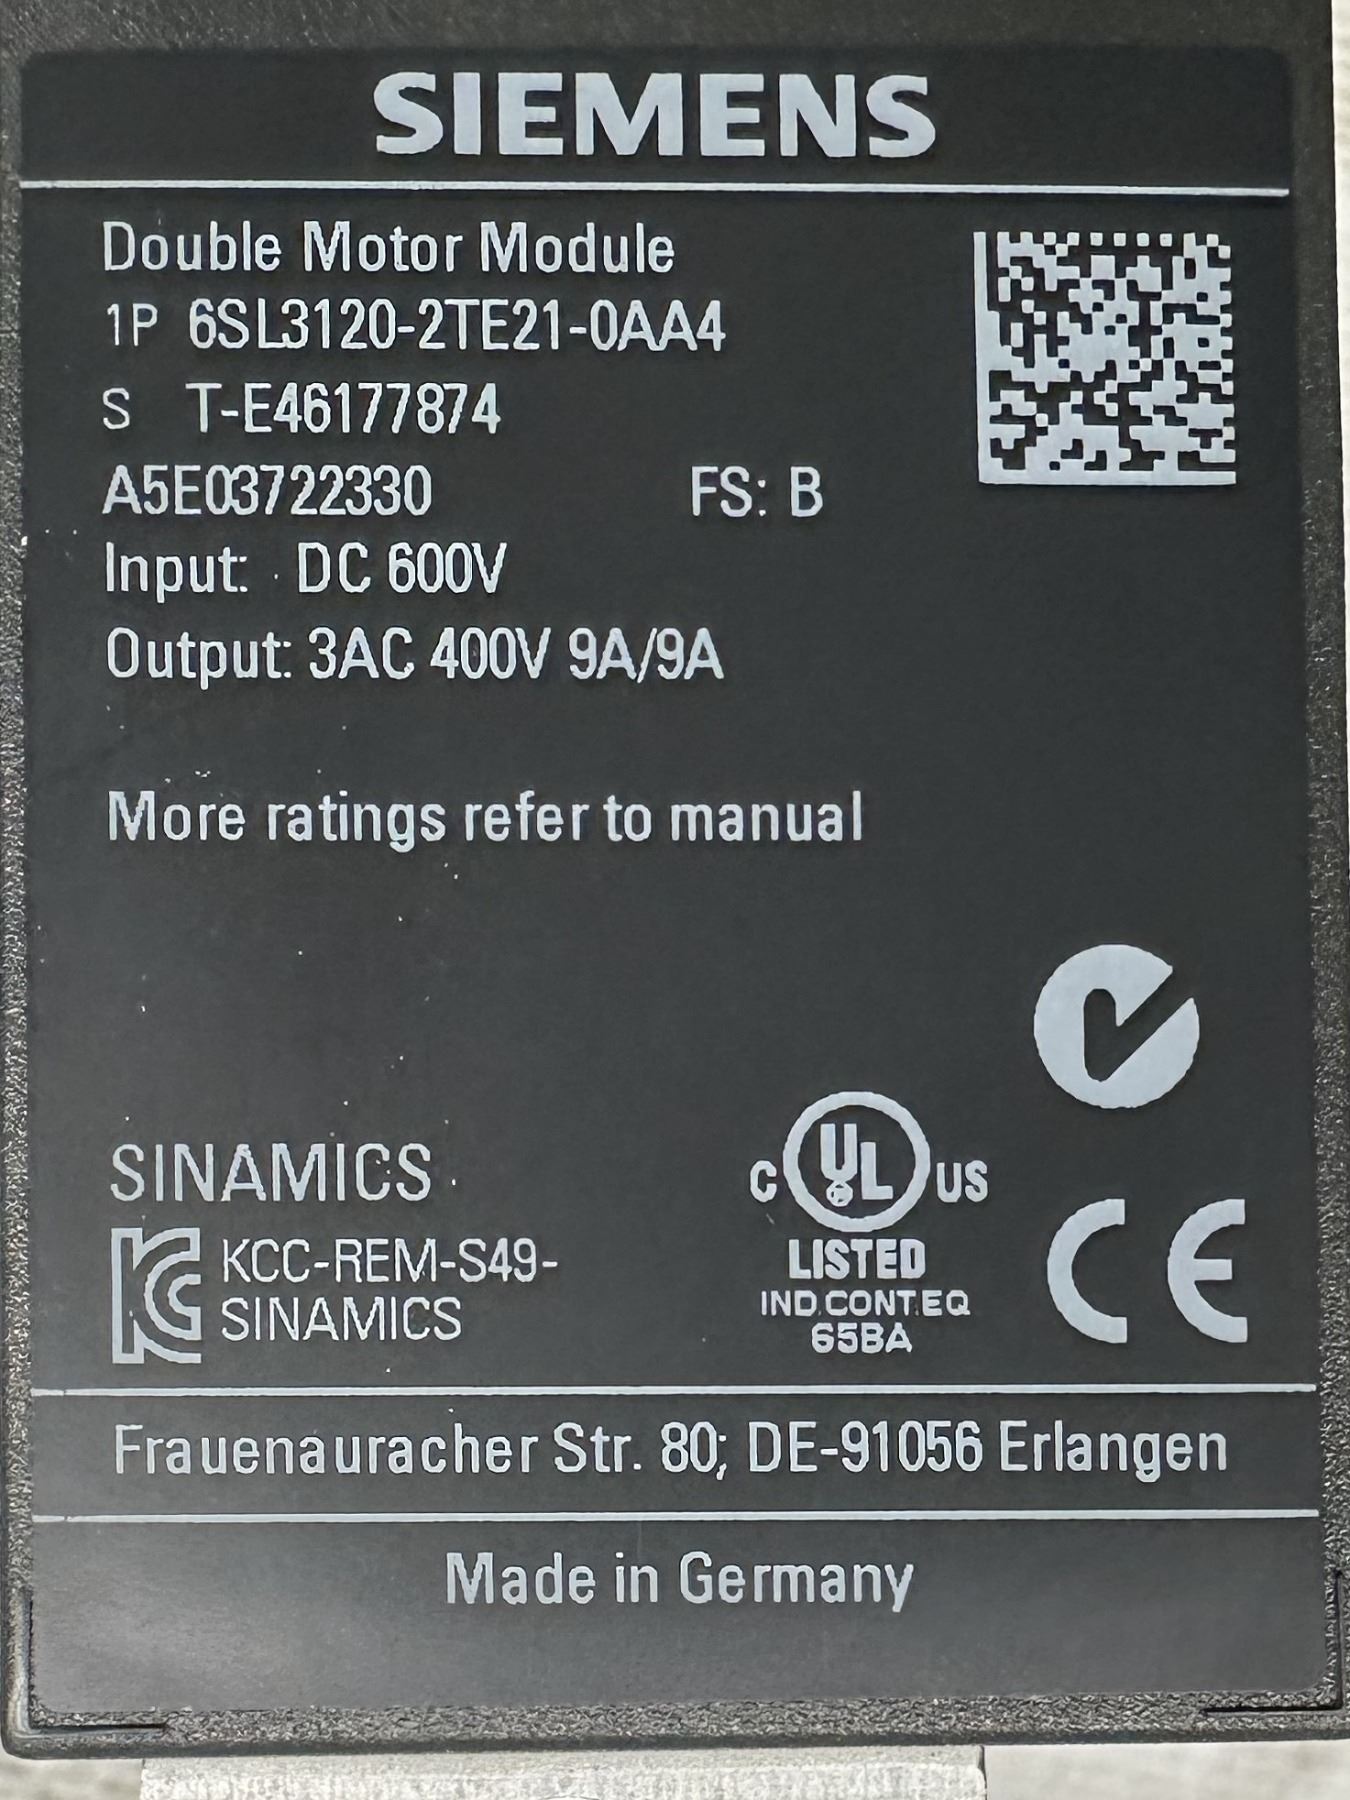 SIEMENS
Double Motor Module
1P 6SL3120-2TE21-0AA4
S T-E46177874
A5E03722330 FS: B
Input: DC 600V
Output: 3AC 400V 9A/9A
More ratings refer to manual
SINAMICS
KCC-REM-S49-
SINAMICS
C UL US
LISTED
IND.CONT.EQ
65BA
CE
Frauenauracher Str. 80; DE-91056 Erlangen
Made in Germany